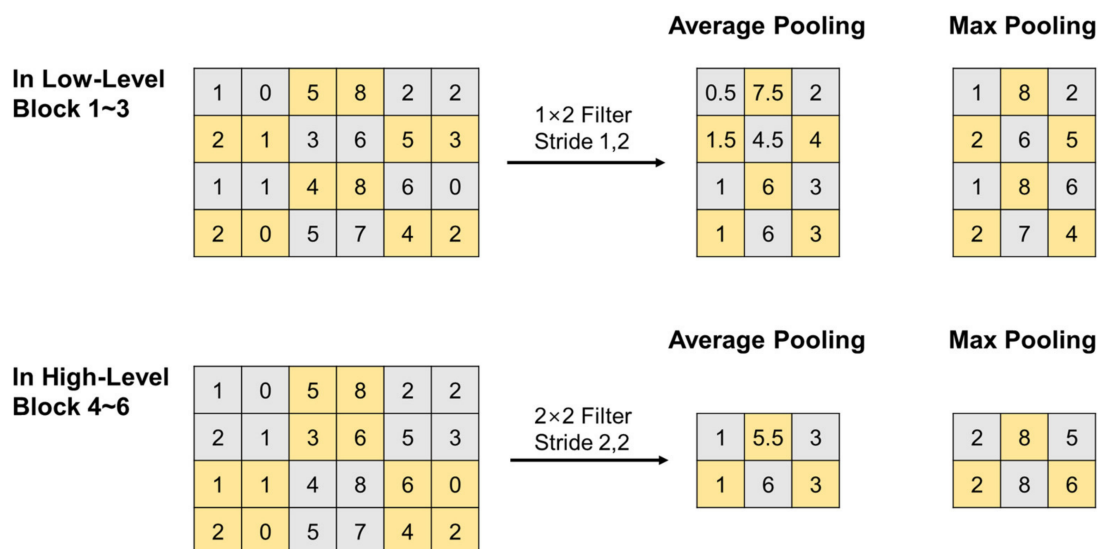 Average Pooling Max Pooling
In Low-Level
Block 1~3
1 0 5 8 2 2
2 1 3 6 5 3
1 1 4 8 6 0
2 0 5 7 4 2
1×2 Filter
Stride 1,2
0.5 7.5 2
1.5 4.5 4
1 6 3
1 6 3
1 8 2
2 6 5
1 8 6
2 7 4
Average Pooling Max Pooling
In High-Level
Block 4~6
1 0 5 8 2 2
2 1 3 6 5 3
1 1 4 8 6 0
2 0 5 7 4 2
2×2 Filter
Stride 2,2
1 5.5 3
1 6 3
2 8 5
2 8 6